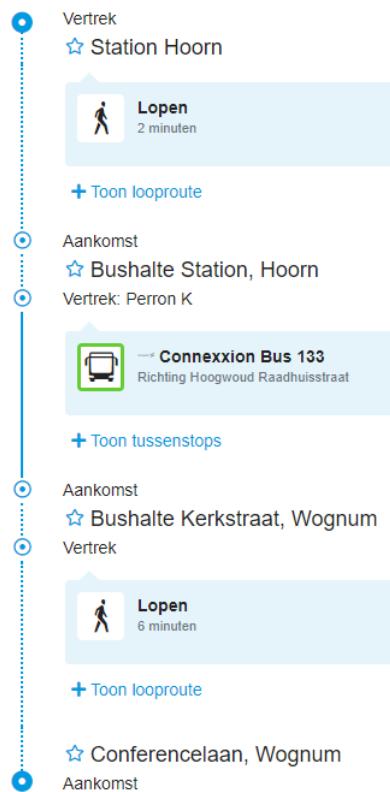 Vertrek
Station Hoorn
Lopen
2 minuten
+ Toon looproute
Aankomst
Bushalte Station, Hoorn
Vertrek: Perron K
Connexxion Bus 133
Richting Hoogwoud Raadhuisstraat
+ Toon tussenstops
Aankomst
Bushalte Kerkstraat, Wognum
Vertrek
Lopen
6 minuten
+ Toon looproute
Conferencelaan, Wognum
Aankomst